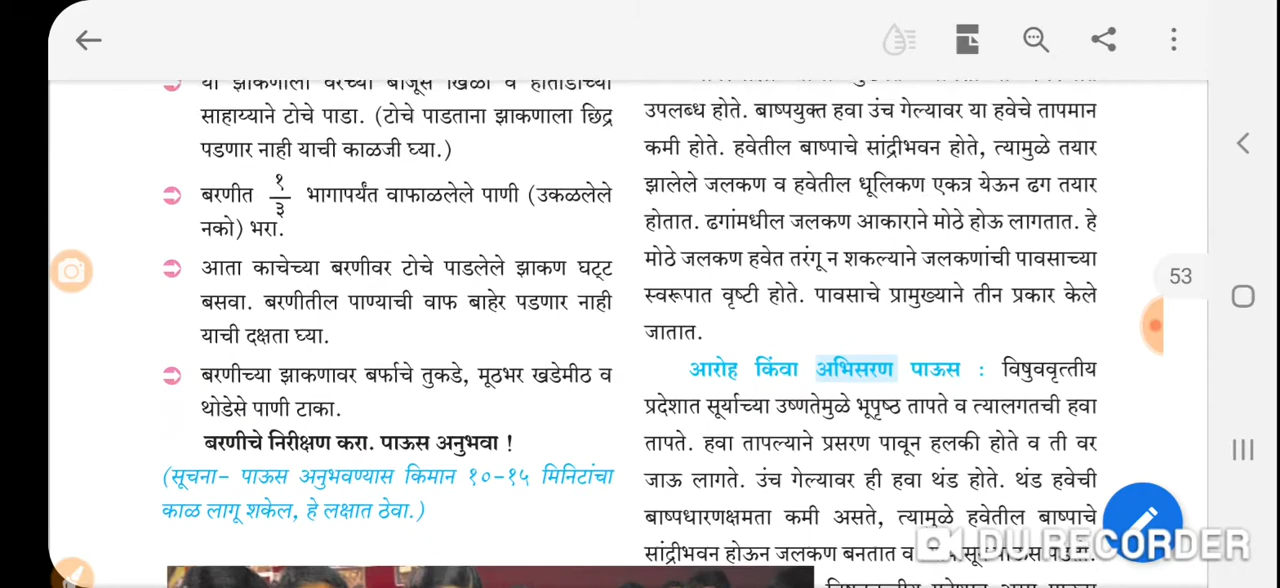 या झाकणाला वरच्या बाजूस खिळा व हातोडीच्या
साहाय्याने टोचे पाडा. (टोचे पाडताना झाकणाला छिद्र
पडणार नाही याची काळजी घ्या.)
बरणीत १/३ भागापर्यंत वाफाळलेले पाणी (उकळलेले
नको) भरा.
आता काचेच्या बरणीवर टोचे पाडलेले झाकण घट्ट
बसवा. बरणीतील पाण्याची वाफ बाहेर पडणार नाही
याची दक्षता घ्या.
बरणीच्या झाकणावर बर्फाचे तुकडे, मूठभर खडेमीठ व
थोडेसे पाणी टाका.
बरणीचे निरीक्षण करा. पाऊस अनुभवा !
(सूचना- पाऊस अनुभवण्यास किमान १०-१५ मिनिटांचा
काळ लागू शकेल, हे लक्षात ठेवा.)
उपलब्ध होते. बाष्पयुक्त हवा उंच गेल्यावर या हवेचे तापमान
कमी होते. हवेतील बाष्पाचे सांद्रीभवन होते, त्यामुळे तयार
झालेले जलकण व हवेतील धूलिकण एकत्र येऊन ढग तयार
होतात. ढगांमधील जलकण आकाराने मोठे होऊ लागतात. हे
मोठे जलकण हवेत तरंगू न शकल्याने जलकणांची पावसाच्या
स्वरूपात वृष्टी होते. पावसाचे प्रामुख्याने तीन प्रकार केले
जातात.
आरोह किंवा अभिसरण पाऊस : विषुववृत्तीय
प्रदेशात सूर्याच्या उष्णतेमुळे भूपृष्ठ तापते व त्यालगतची हवा
तापते. हवा तापल्याने प्रसरण पावून हलकी होते व ती वर
जाऊ लागते. उंच गेल्यावर ही हवा थंड होते. थंड हवेची
बाष्पधारणक्षमता कमी असते, त्यामुळे हवेतील बाष्पाचे
सांद्रीभवन होऊन जलकण बनतात व
53
DU RECORDER